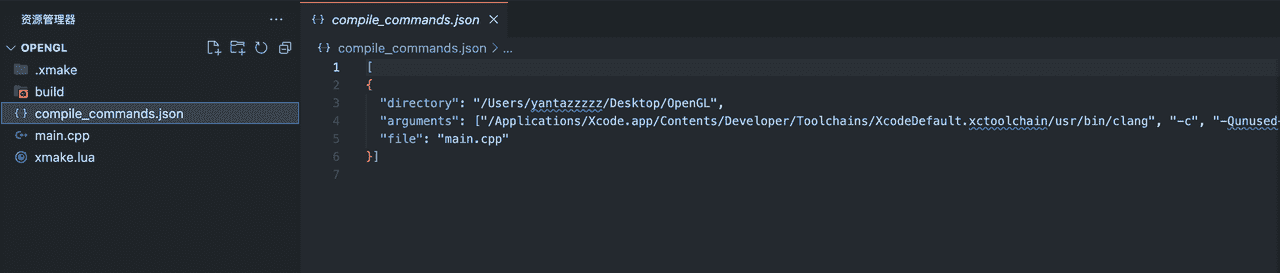 资源管理器 ...
OPENGL
.xmake
build
compile_commands.json
main.cpp
xmake.lua
{ } compile_commands.json ×
{ } compile_commands.json > ...
1 [
2 {
3 "directory": "/Users/yantazzzzz/Desktop/OpenGL",
4 "arguments": ["/Applications/Xcode.app/Contents/Developer/Toolchains/XcodeDefault.xctoolchain/usr/bin/clang", "-c", "-Qunused-
5 "file": "main.cpp"
6 }]
7